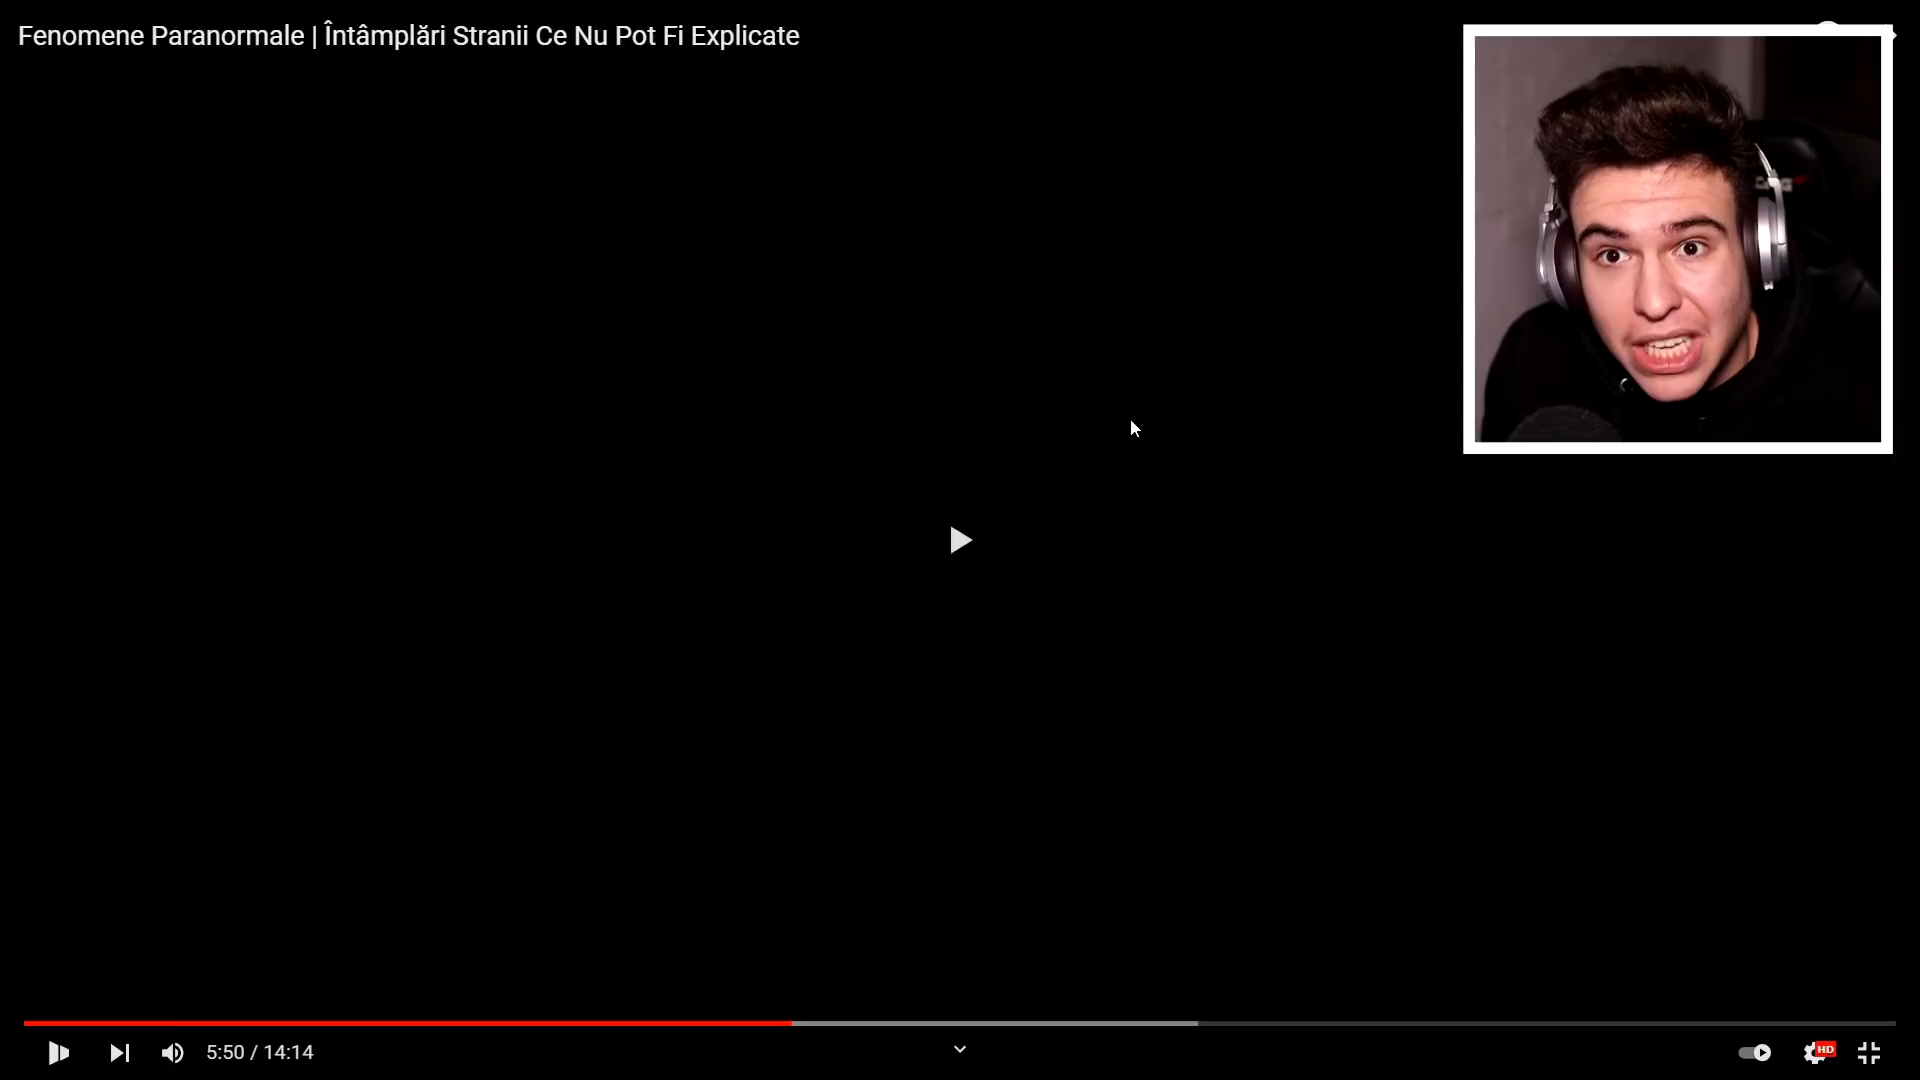 Fenomene Paranormale | Întâmplări Stranii Ce Nu Pot Fi Explicate
5:50 / 14:14
HD